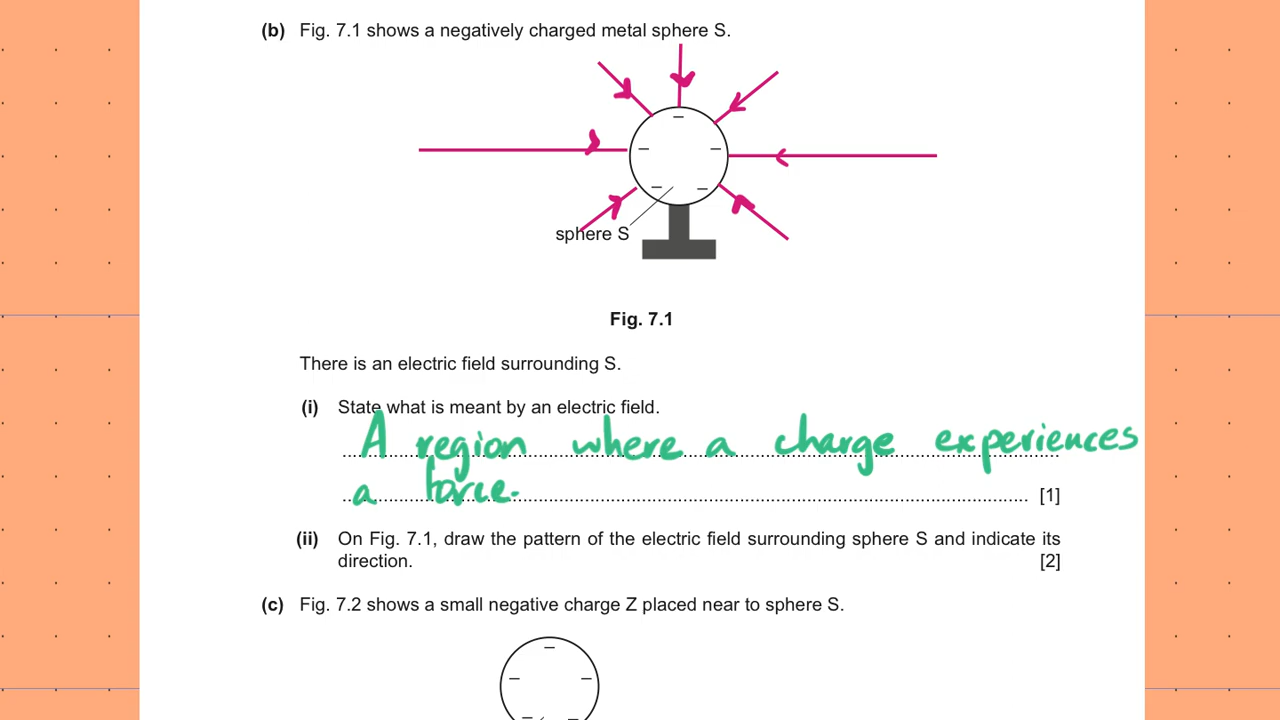 (b) Fig. 7.1 shows a negatively charged metal sphere S.
sphere S
Fig. 7.1
There is an electric field surrounding S.
(i) State what is meant by an electric field.
A region where a charge experiences
a force.
[1]
(ii) On Fig. 7.1, draw the pattern of the electric field surrounding sphere S and indicate its
direction. [2]
(c) Fig. 7.2 shows a small negative charge Z placed near to sphere S.